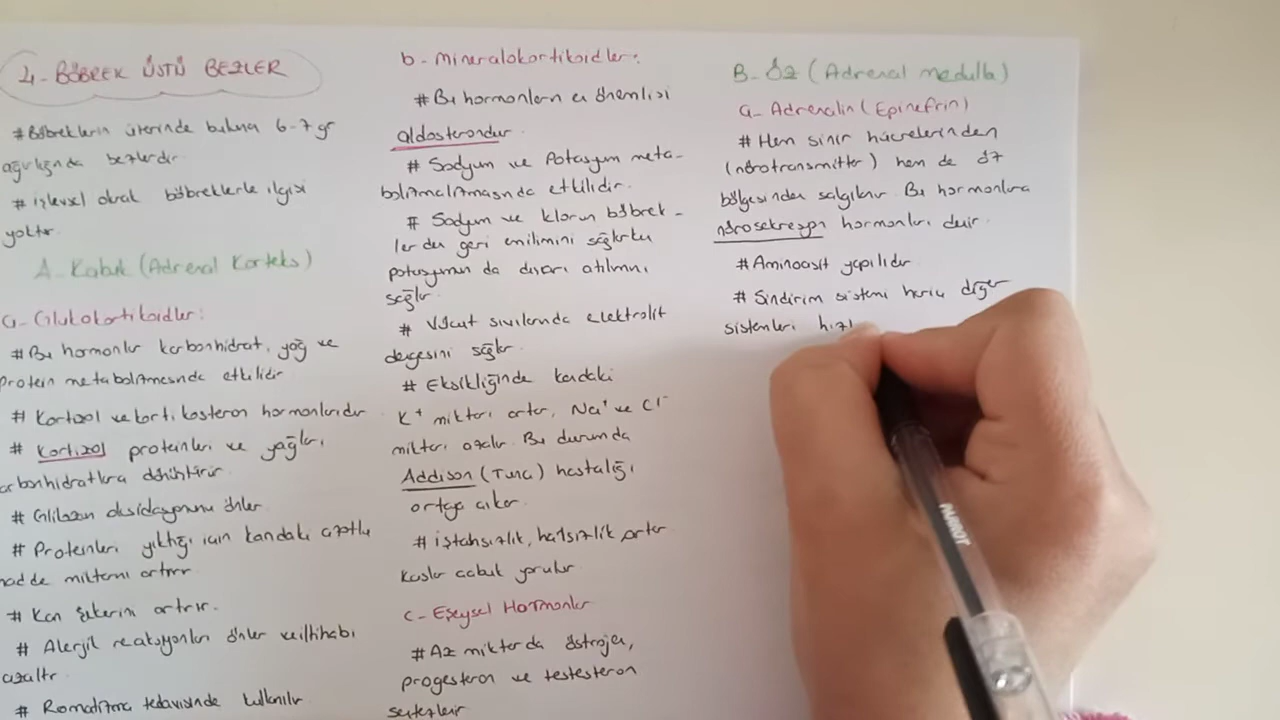 4- BÖBREK ÜSTÜ BEZLER
#Böbreklerin üzerinde bulunan 6-7 gr
ağırlığında bezlerdir.
# işlevsel olarak böbreklerle ilgisi
yoktur.
A- Kabuk (Adrenal Korteks)
a- Glukokortikoidler:
#Bu hormonlar karbonhidrat, yağ ve
Protein metabolizmasında etkilidir
# Kortizol ve kortikosteron hormonlarıdır
# Kortizol proteinleri ve yağları
karbonhidratlara dönüştürür.
# Glikozun oksidasyonunu önler
# Proteinleri yıktığı için kandaki azotlu
madde miktarını artırır
# Kan şekerini artırır.
# Alerjik reaksiyonları önler ve iltihabı
azaltır.
# Romatizma tedavisinde kullanılır
b- Mineralokortikoidler:
#Bu hormonların en önemlisi
aldosterondur.
# Sodyum ve Potasyum meta-
bolizmalarmasında etkilidir.
# Sodyum ve klorun böbrek-
lerden geri emilimini sağlarken
potasyumun da dışarı atılmını
sağlar.
# Vücut sıvılarında elektrolit
dengesini sağlar
# Eksikliğinde kandaki
K+ miktarı artar, Na+ ve Cl-
miktarı azalır. Bu durumda
Addison (Tunç) hastalığı
ortaya çıkar.
# iştahsızlık, halsizlik artar
kaslar çabuk yorulur
c- Eşeysel Hormonlar
#Az miktarda östrojen,
progesteron ve testesteron
sentezlenir
B- Öz (Adrenal medulla)
a- Adrenalin (Epinefrin)
# Hem sinir hücrelerinden
(nörotransmitter) hem de öz
bölgesinden salgılanır. Bu hormonlara
nörosekresyon hormonları denir.
#Aminoasit yapılıdır
# Sindirim sistemi hariç diğer
sistemleri hızl
PARROT